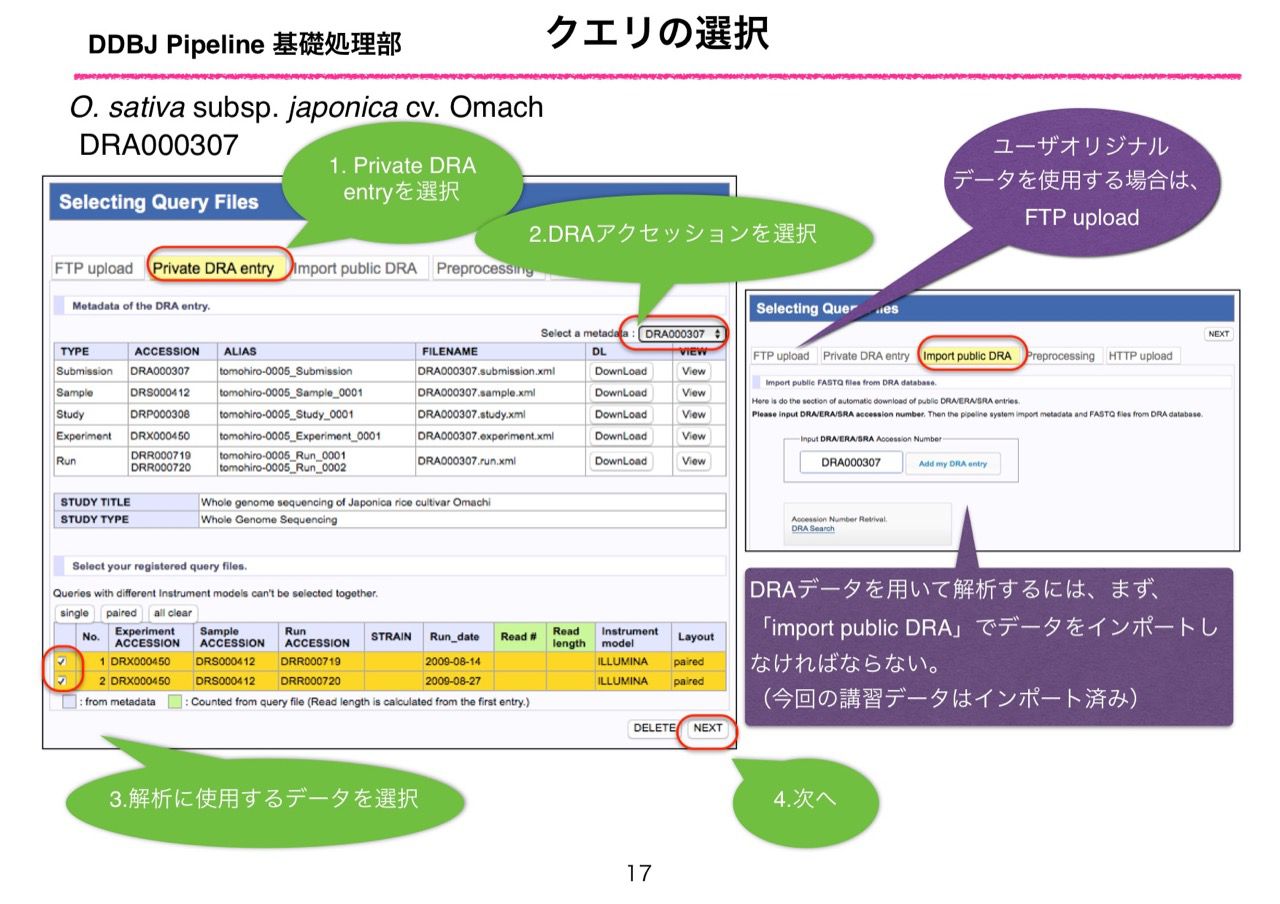 DDBJ Pipeline 基礎処理部
クエリの選択
O. sativa subsp. japonica cv. Omach
DRA000307
1. Private DRA
entryを選択
2.DRAアクセッションを選択
ユーザオリジナル
データを使用する場合は、
FTP upload
Selecting Query Files
FTP upload Private DRA entry Import public DRA Preprocessing
Metadata of the DRA entry.
Select a metadata : DRA000307
TYPE ACCESSION ALIAS FILENAME DL VIEW
Submission DRA000307 tomohiro-0005_Submission DRA000307.submission.xml DownLoad View
Sample DRS000412 tomohiro-0005_Sample_0001 DRA000307.sample.xml DownLoad View
Study DRP000308 tomohiro-0005_Study_0001 DRA000307.study.xml DownLoad View
Experiment DRX000450 tomohiro-0005_Experiment_0001 DRA000307.experiment.xml DownLoad View
Run DRR000719 tomohiro-0005_Run_0001 DRA000307.run.xml DownLoad View
DRR000720 tomohiro-0005_Run_0002
STUDY TITLE Whole genome sequencing of Japonica rice cultivar Omachi
STUDY TYPE Whole Genome Sequencing
Select your registered query files.
Queries with different Instrument models can't be selected together.
single paired all clear
No. Experiment ACCESSION Sample ACCESSION Run ACCESSION STRAIN Run_date Read # Read length Instrument model Layout
1 DRX000450 DRS000412 DRR000719 2009-08-14 ILLUMINA paired
2 DRX000450 DRS000412 DRR000720 2009-08-27 ILLUMINA paired
: from metadata : Counted from query file (Read length is calculated from the first entry.)
DELETE NEXT
3.解析に使用するデータを選択
4.次へ
Selecting Query Files
NEXT
FTP upload Private DRA entry Import public DRA Preprocessing HTTP upload
Import public FASTQ files from DRA database.
Here is do the section of automatic download of public DRA/ERA/SRA entries.
Please input DRA/ERA/SRA accession number. Then the pipeline system import metadata and FASTQ files from DRA database.
Input DRA/ERA/SRA Accession Number
DRA000307 Add my DRA entry
Accession Number Retrival.
DRA Search
DRAデータを用いて解析するには、まず、
「import public DRA」でデータをインポートし
なければならない。
（今回の講習データはインポート済み）
17